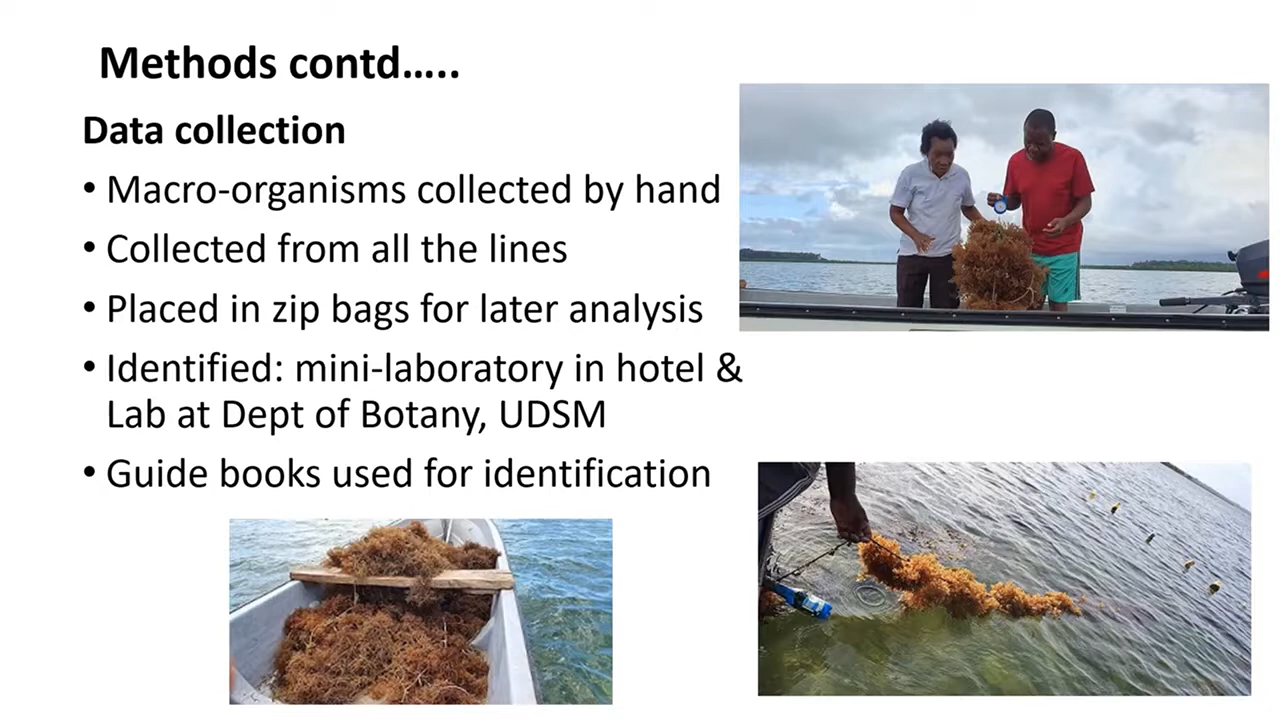 Methods contd…..
Data collection
• Macro-organisms collected by hand
• Collected from all the lines
• Placed in zip bags for later analysis
• Identified: mini-laboratory in hotel &
Lab at Dept of Botany, UDSM
• Guide books used for identification